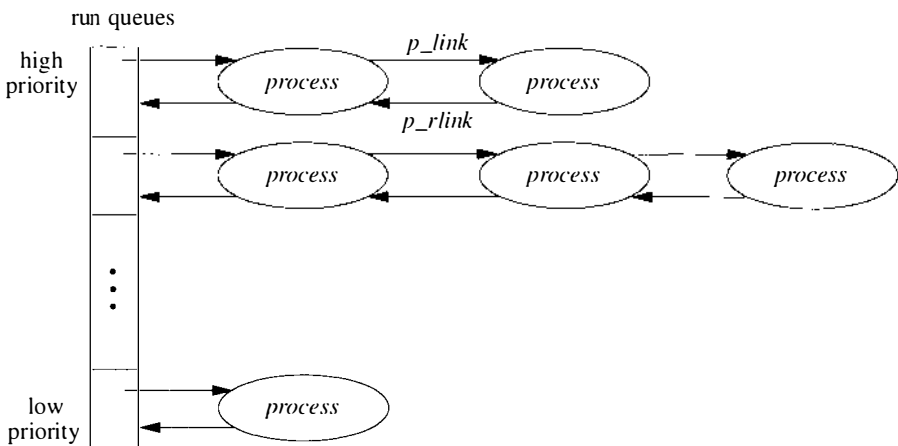 run queues
high
priority
p_link
process
process
p_rlink
process
process
process
low
priority
process